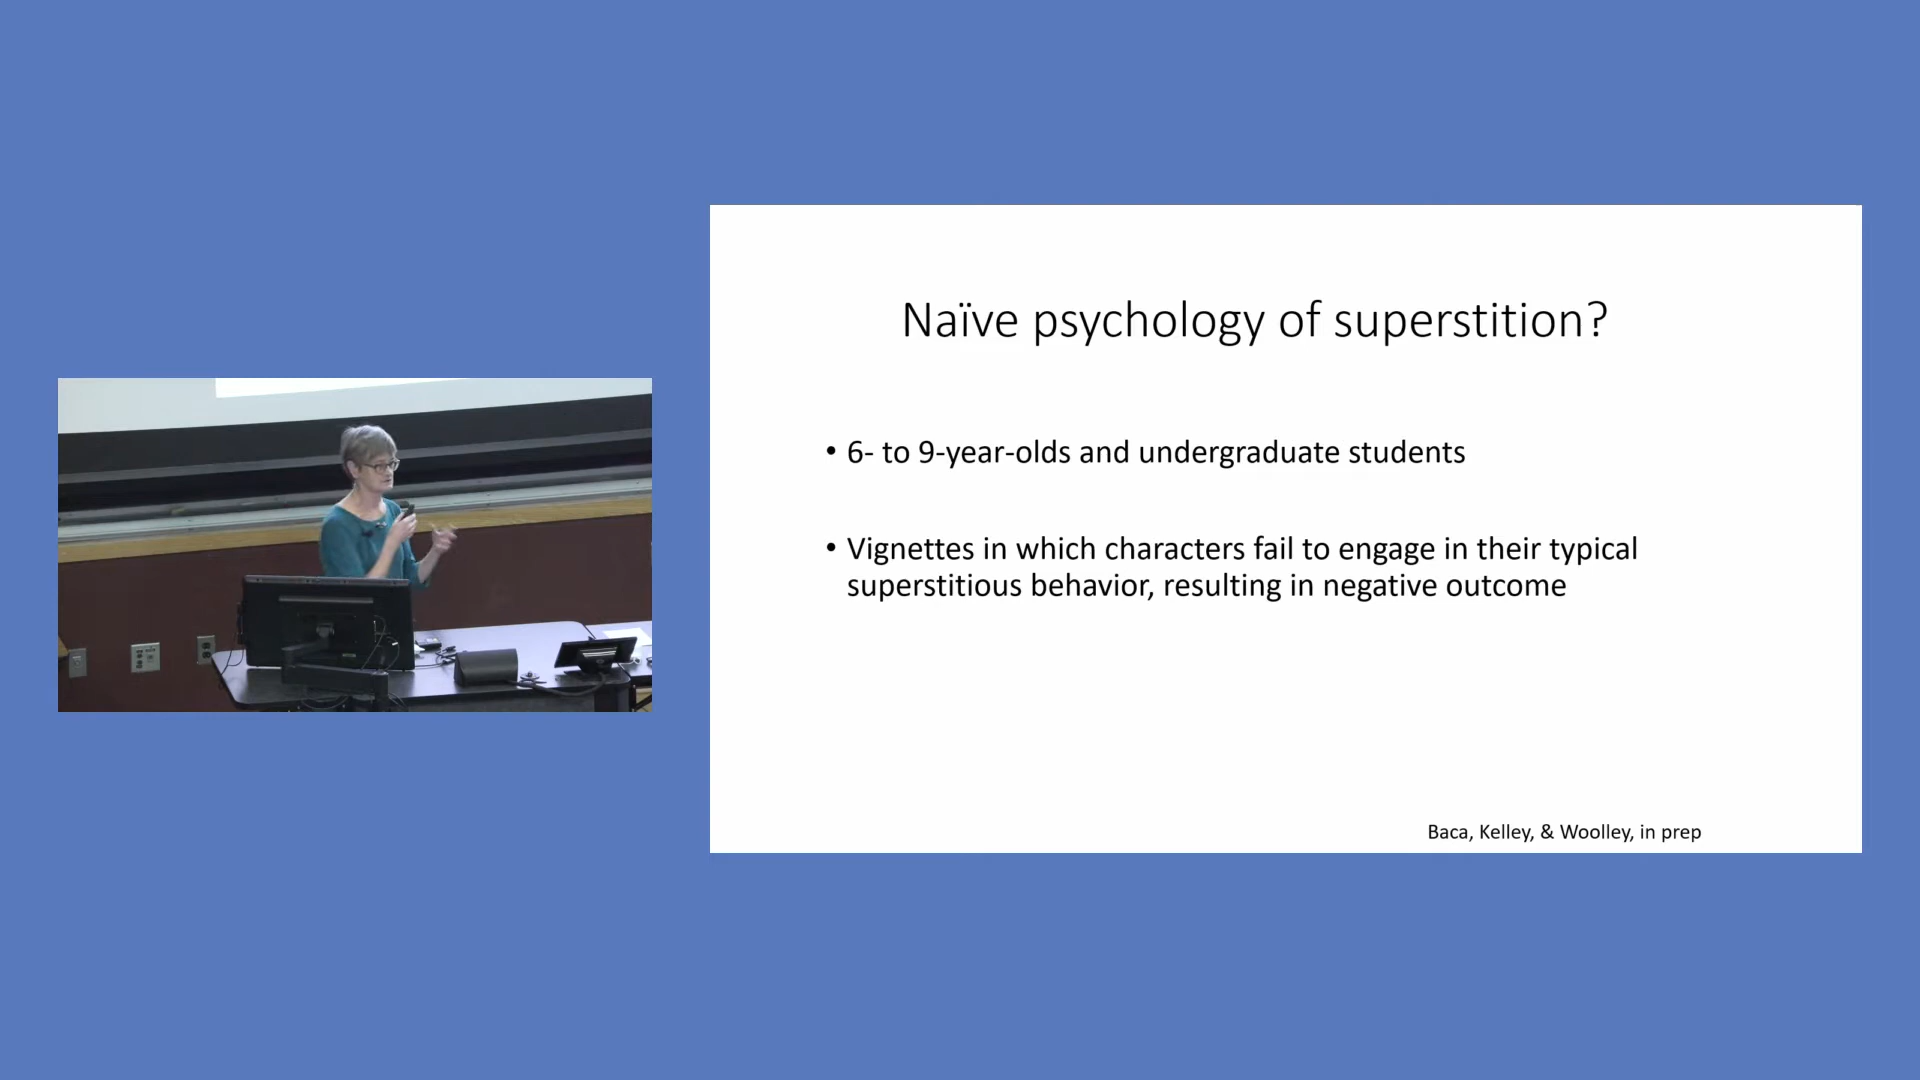 Naïve psychology of superstition?
• 6- to 9-year-olds and undergraduate students
• Vignettes in which characters fail to engage in their typical
superstitious behavior, resulting in negative outcome
Baca, Kelley, & Woolley, in prep